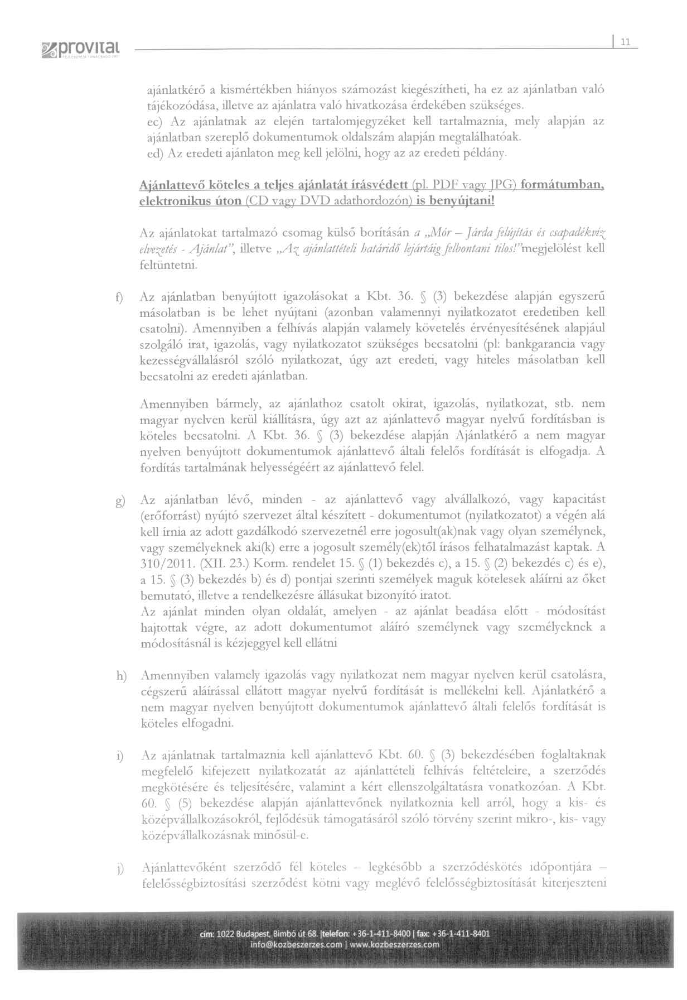 provital
FEJLESZTÉSI TANÁCSADÓ ZRT
11
ajánlatkérő a kismértékben hiányos számozást kiegészítheti, ha ez az ajánlatban való
tájékozódása, illetve az ajánlatra való hivatkozása érdekében szükséges.
ec) Az ajánlatnak az elején tartalomjegyzéket kell tartalmaznia, mely alapján az
ajánlatban szereplő dokumentumok oldalszám alapján megtalálhatóak.
ed) Az eredeti ajánlaton meg kell jelölni, hogy az az eredeti példány.
Ajánlattevő köteles a teljes ajánlatát írásvédett (pl. PDF vagy JPG) formátumban,
elektronikus úton (CD vagy DVD adathordozón) is benyújtani!
Az ajánlatokat tartalmazó csomag külső borításán a „Mór – Járda felújítás és csapadékvíz
elvezetés - Ajánlat”, illetve „Az ajánlattételi határidő lejártáig felbontani tilos!”megjelölést kell
feltüntetni.
f) Az ajánlatban benyújtott igazolásokat a Kbt. 36. § (3) bekezdése alapján egyszerű
másolatban is be lehet nyújtani (azonban valamennyi nyilatkozatot eredetiben kell
csatolni). Amennyiben a felhívás alapján valamely követelés érvényesítésének alapjául
szolgáló irat, igazolás, vagy nyilatkozatot szükséges becsatolni (pl: bankgarancia vagy
kezességvállalásról szóló nyilatkozat, úgy azt eredeti, vagy hiteles másolatban kell
becsatolni az eredeti ajánlatban.
Amennyiben bármely, az ajánlathoz csatolt okirat, igazolás, nyilatkozat, stb. nem
magyar nyelven kerül kiállításra, úgy azt az ajánlattevő magyar nyelvű fordításban is
köteles becsatolni. A Kbt. 36. § (3) bekezdése alapján Ajánlatkérő a nem magyar
nyelven benyújtott dokumentumok ajánlattevő általi felelős fordítását is elfogadja. A
fordítás tartalmának helyességéért az ajánlattevő felel.
g) Az ajánlatban lévő, minden - az ajánlattevő vagy alvállalkozó, vagy kapacitást
(erőforrást) nyújtó szervezet által készített - dokumentumot (nyilatkozatot) a végén alá
kell írnia az adott gazdálkodó szervezetnél erre jogosult(ak)nak vagy olyan személynek,
vagy személyeknek aki(k) erre a jogosult személy(ek)től írásos felhatalmazást kaptak. A
310/2011. (XII. 23.) Korm. rendelet 15. § (1) bekezdés c), a 15. § (2) bekezdés c) és e),
a 15. § (3) bekezdés b) és d) pontjai szerinti személyek maguk kötelesek aláírni az őket
bemutató, illetve a rendelkezésre állásukat bizonyító iratot.
Az ajánlat minden olyan oldalát, amelyen - az ajánlat beadása előtt - módosítást
hajtottak végre, az adott dokumentumot aláíró személynek vagy személyeknek a
módosításnál is kézjeggyel kell ellátni
h) Amennyiben valamely igazolás vagy nyilatkozat nem magyar nyelven kerül csatolásra,
cégszerű aláírással ellátott magyar nyelvű fordítását is mellékelni kell. Ajánlatkérő a
nem magyar nyelven benyújtott dokumentumok ajánlattevő általi felelős fordítását is
köteles elfogadni.
i) Az ajánlatnak tartalmaznia kell ajánlattevő Kbt. 60. § (3) bekezdésében foglaltaknak
megfelelő kifejezett nyilatkozatát az ajánlattételi felhívás feltételeire, a szerződés
megkötésére és teljesítésére, valamint a kért ellenszolgáltatásra vonatkozóan. A Kbt.
60. § (5) bekezdése alapján ajánlattevőnek nyilatkoznia kell arról, hogy a kis- és
középvállalkozásokról, fejlődésük támogatásáról szóló törvény szerint mikro-, kis- vagy
középvállalkozásnak minősül-e.
j) Ajánlattevőként szerződő fél köteles – legkésőbb a szerződéskötés időpontjára –
felelősségbiztosítási szerződést kötni vagy meglévő felelősségbiztosítását kiterjeszteni
cím: 1022 Budapest, Bimbó út 68. |telefon: +36-1-411-8400 | fax: +36-1-411-8401
info@kozbeszerzes.com | www.kozbeszerzes.com